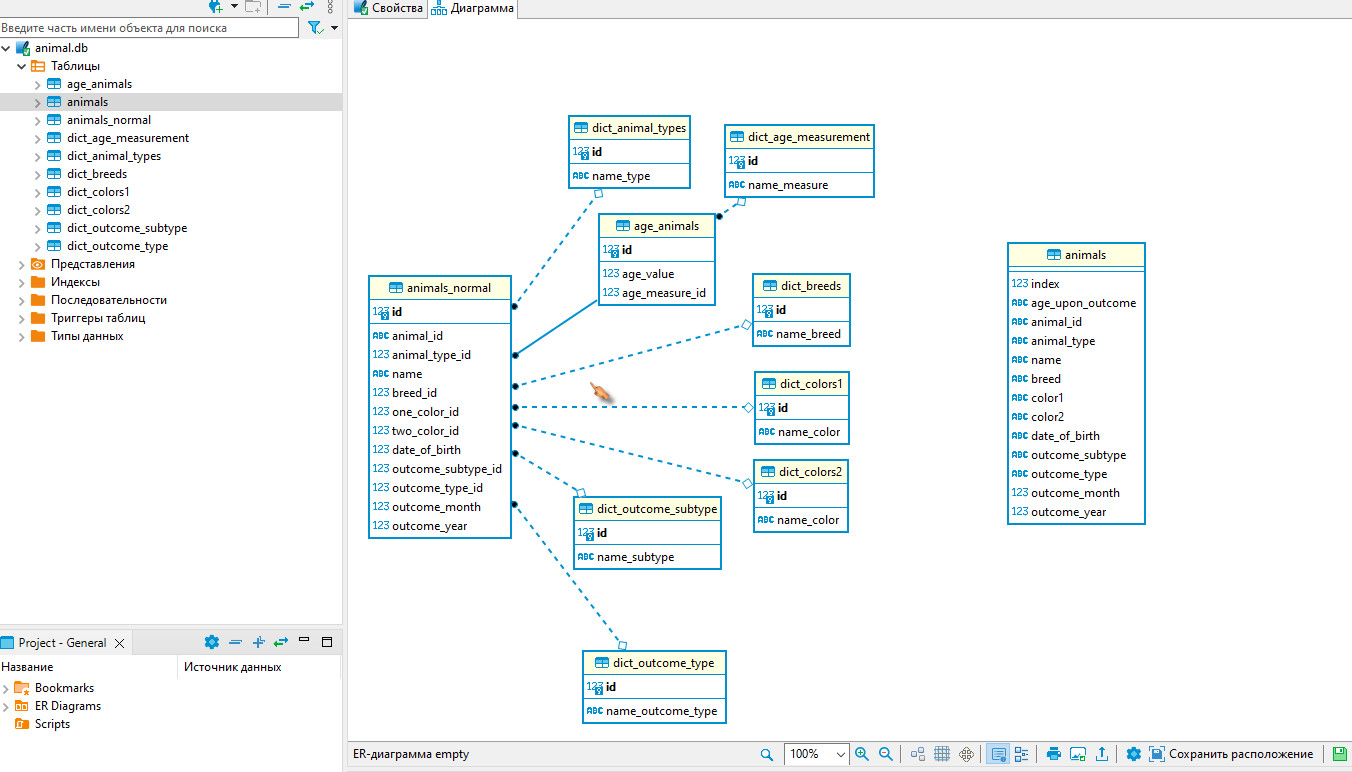 Свойства
Диаграмма
Введите часть имени объекта для поиска
animal.db
Таблицы
age_animals
animals
animals_normal
dict_age_measurement
dict_animal_types
dict_breeds
dict_colors1
dict_colors2
dict_outcome_subtype
dict_outcome_type
Представления
Индексы
Последовательности
Триггеры таблиц
Типы данных
Project - General
Название
Источник данных
Bookmarks
ER Diagrams
Scripts
dict_animal_types
123 id
ABC name_type
dict_age_measurement
123 id
ABC name_measure
age_animals
123 id
123 age_value
123 age_measure_id
animals_normal
123 id
ABC animal_id
123 animal_type_id
ABC name
123 breed_id
123 one_color_id
123 two_color_id
123 date_of_birth
123 outcome_subtype_id
123 outcome_type_id
123 outcome_month
123 outcome_year
dict_breeds
123 id
ABC name_breed
dict_colors1
123 id
ABC name_color
dict_colors2
123 id
ABC name_color
dict_outcome_subtype
123 id
ABC name_subtype
dict_outcome_type
123 id
ABC name_outcome_type
animals
123 index
ABC age_upon_outcome
ABC animal_id
ABC animal_type
ABC name
ABC breed
ABC color1
ABC color2
ABC date_of_birth
ABC outcome_subtype
ABC outcome_type
123 outcome_month
123 outcome_year
ER-диаграмма empty
100%
Сохранить расположение